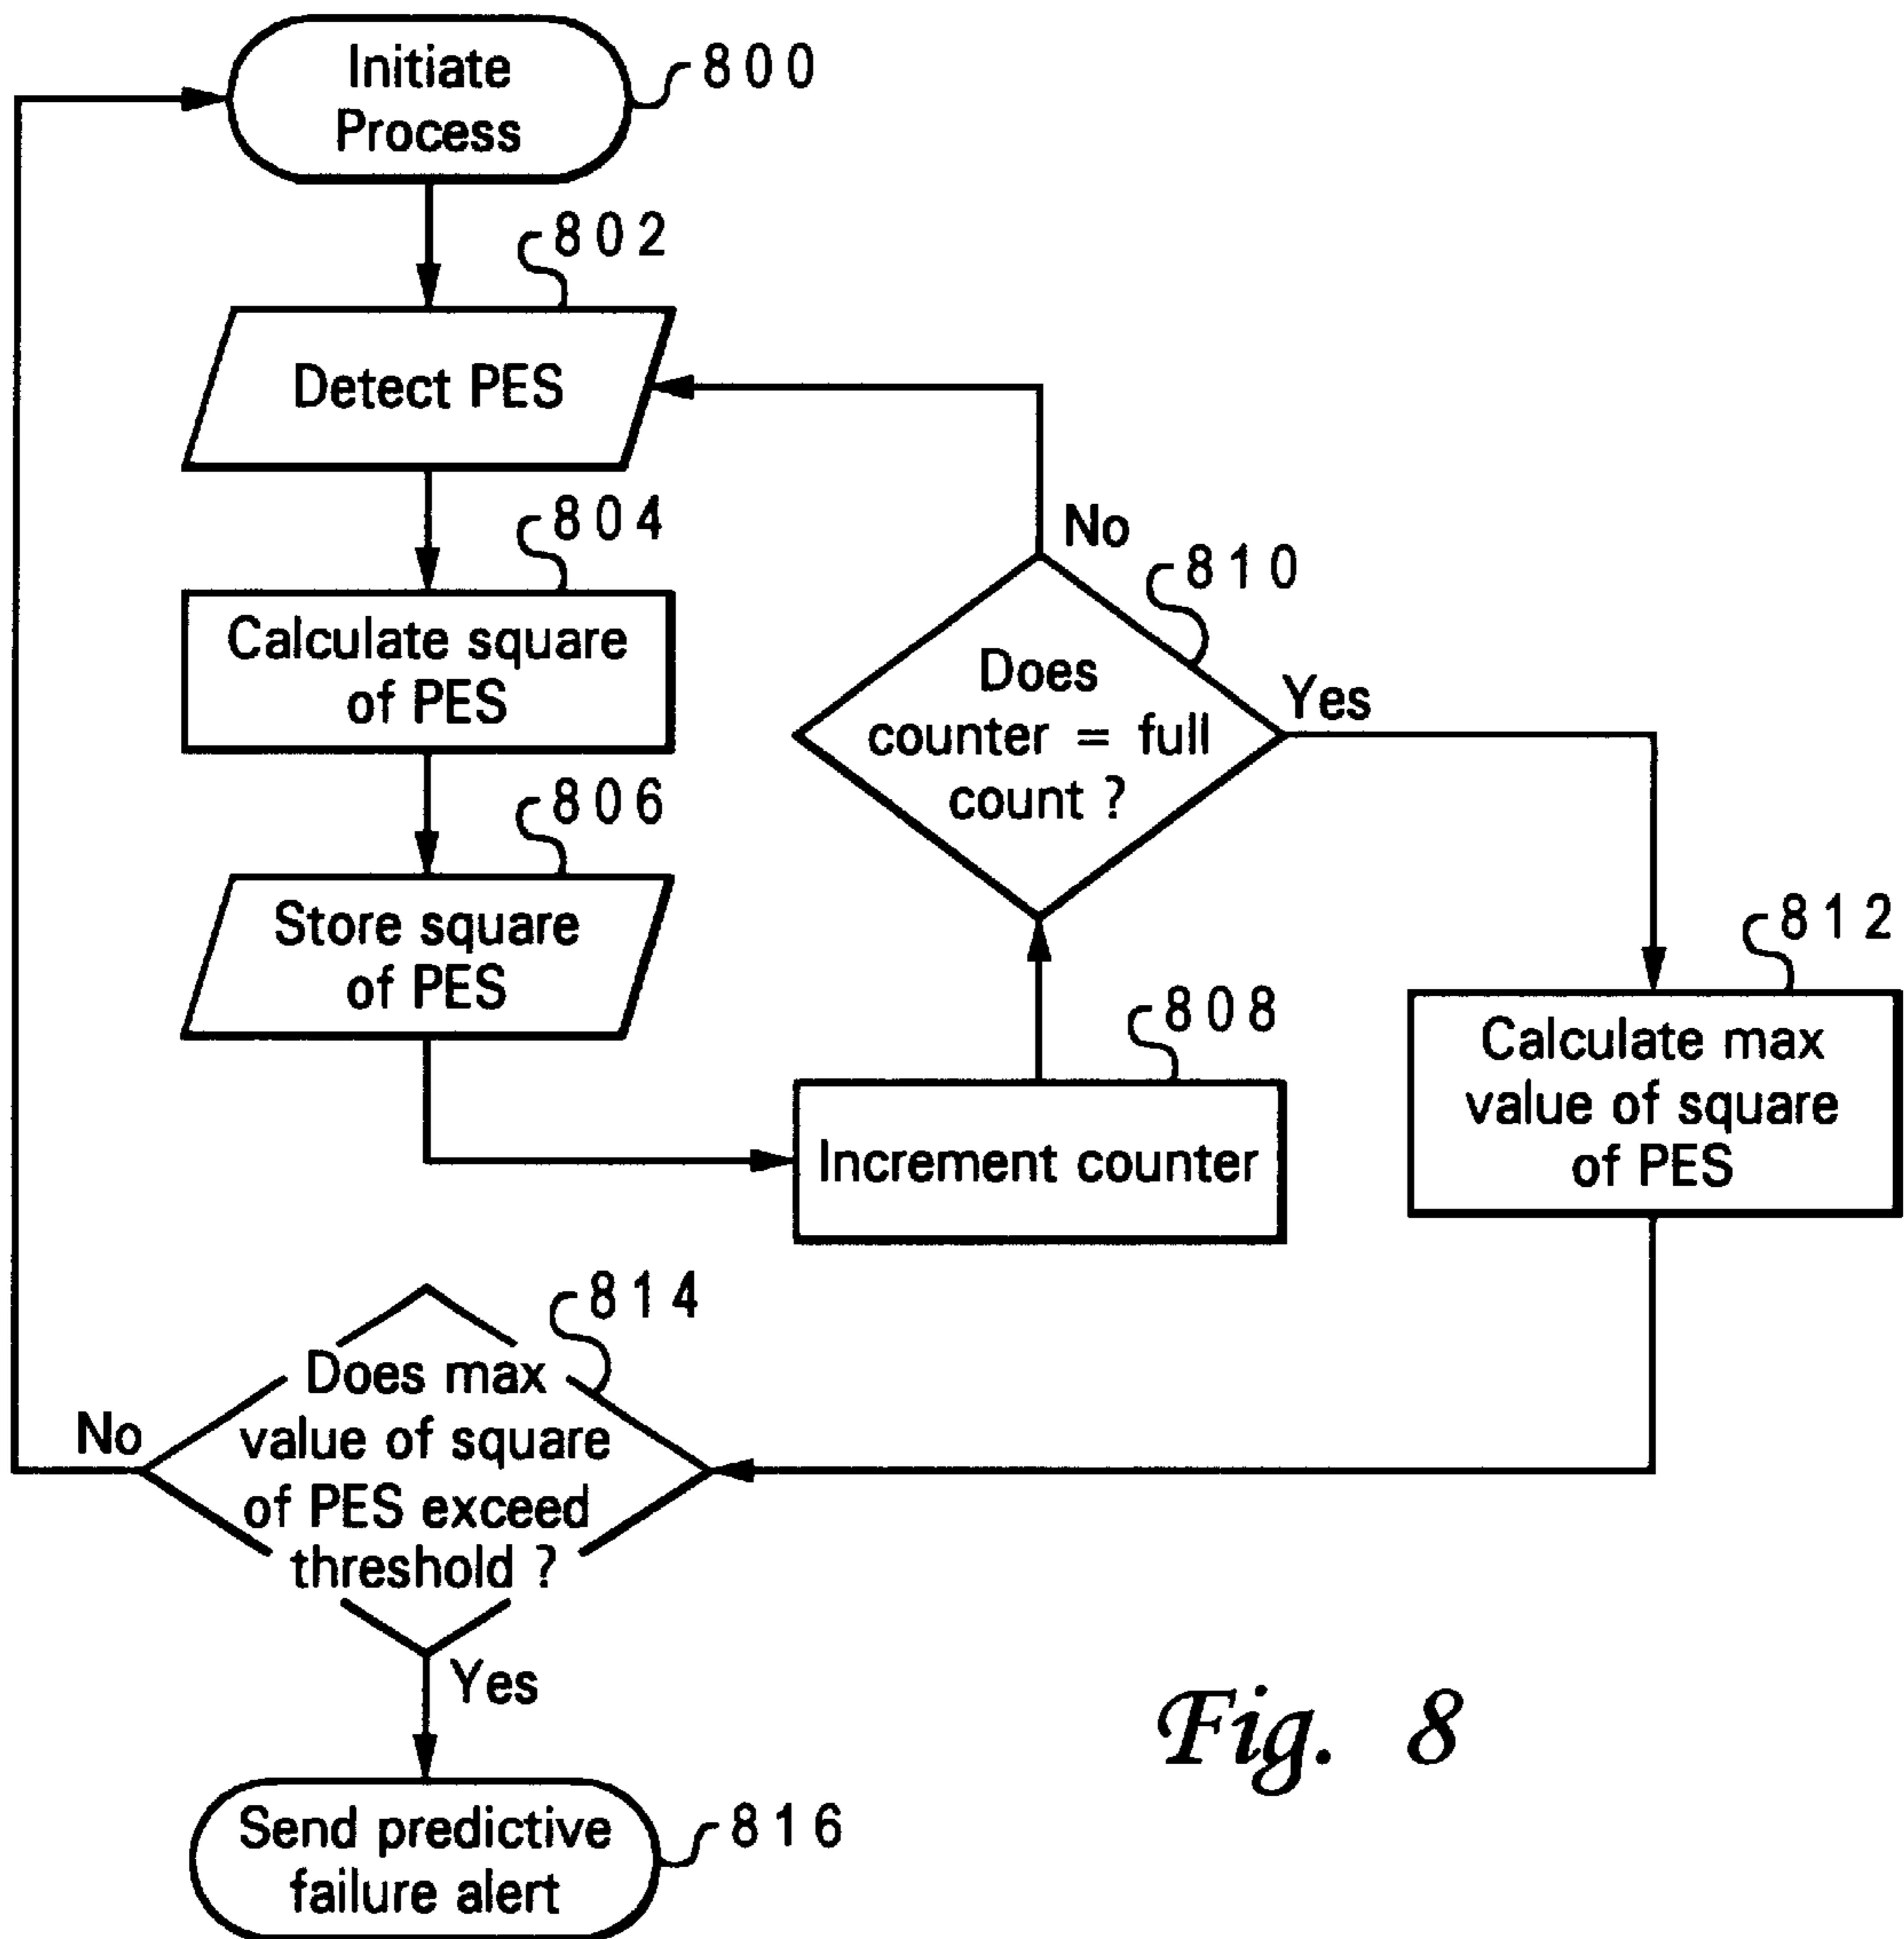 Initiate
Process
800
802
Detect PES
804
Calculate square
of PES
806
Store square
of PES
808
Increment counter
810
Does
counter = full
count ?
No
Yes
812
Calculate max
value of square
of PES
814
Does max
value of square
of PES exceed
threshold ?
No
Yes
816
Send predictive
failure alert
Fig. 8